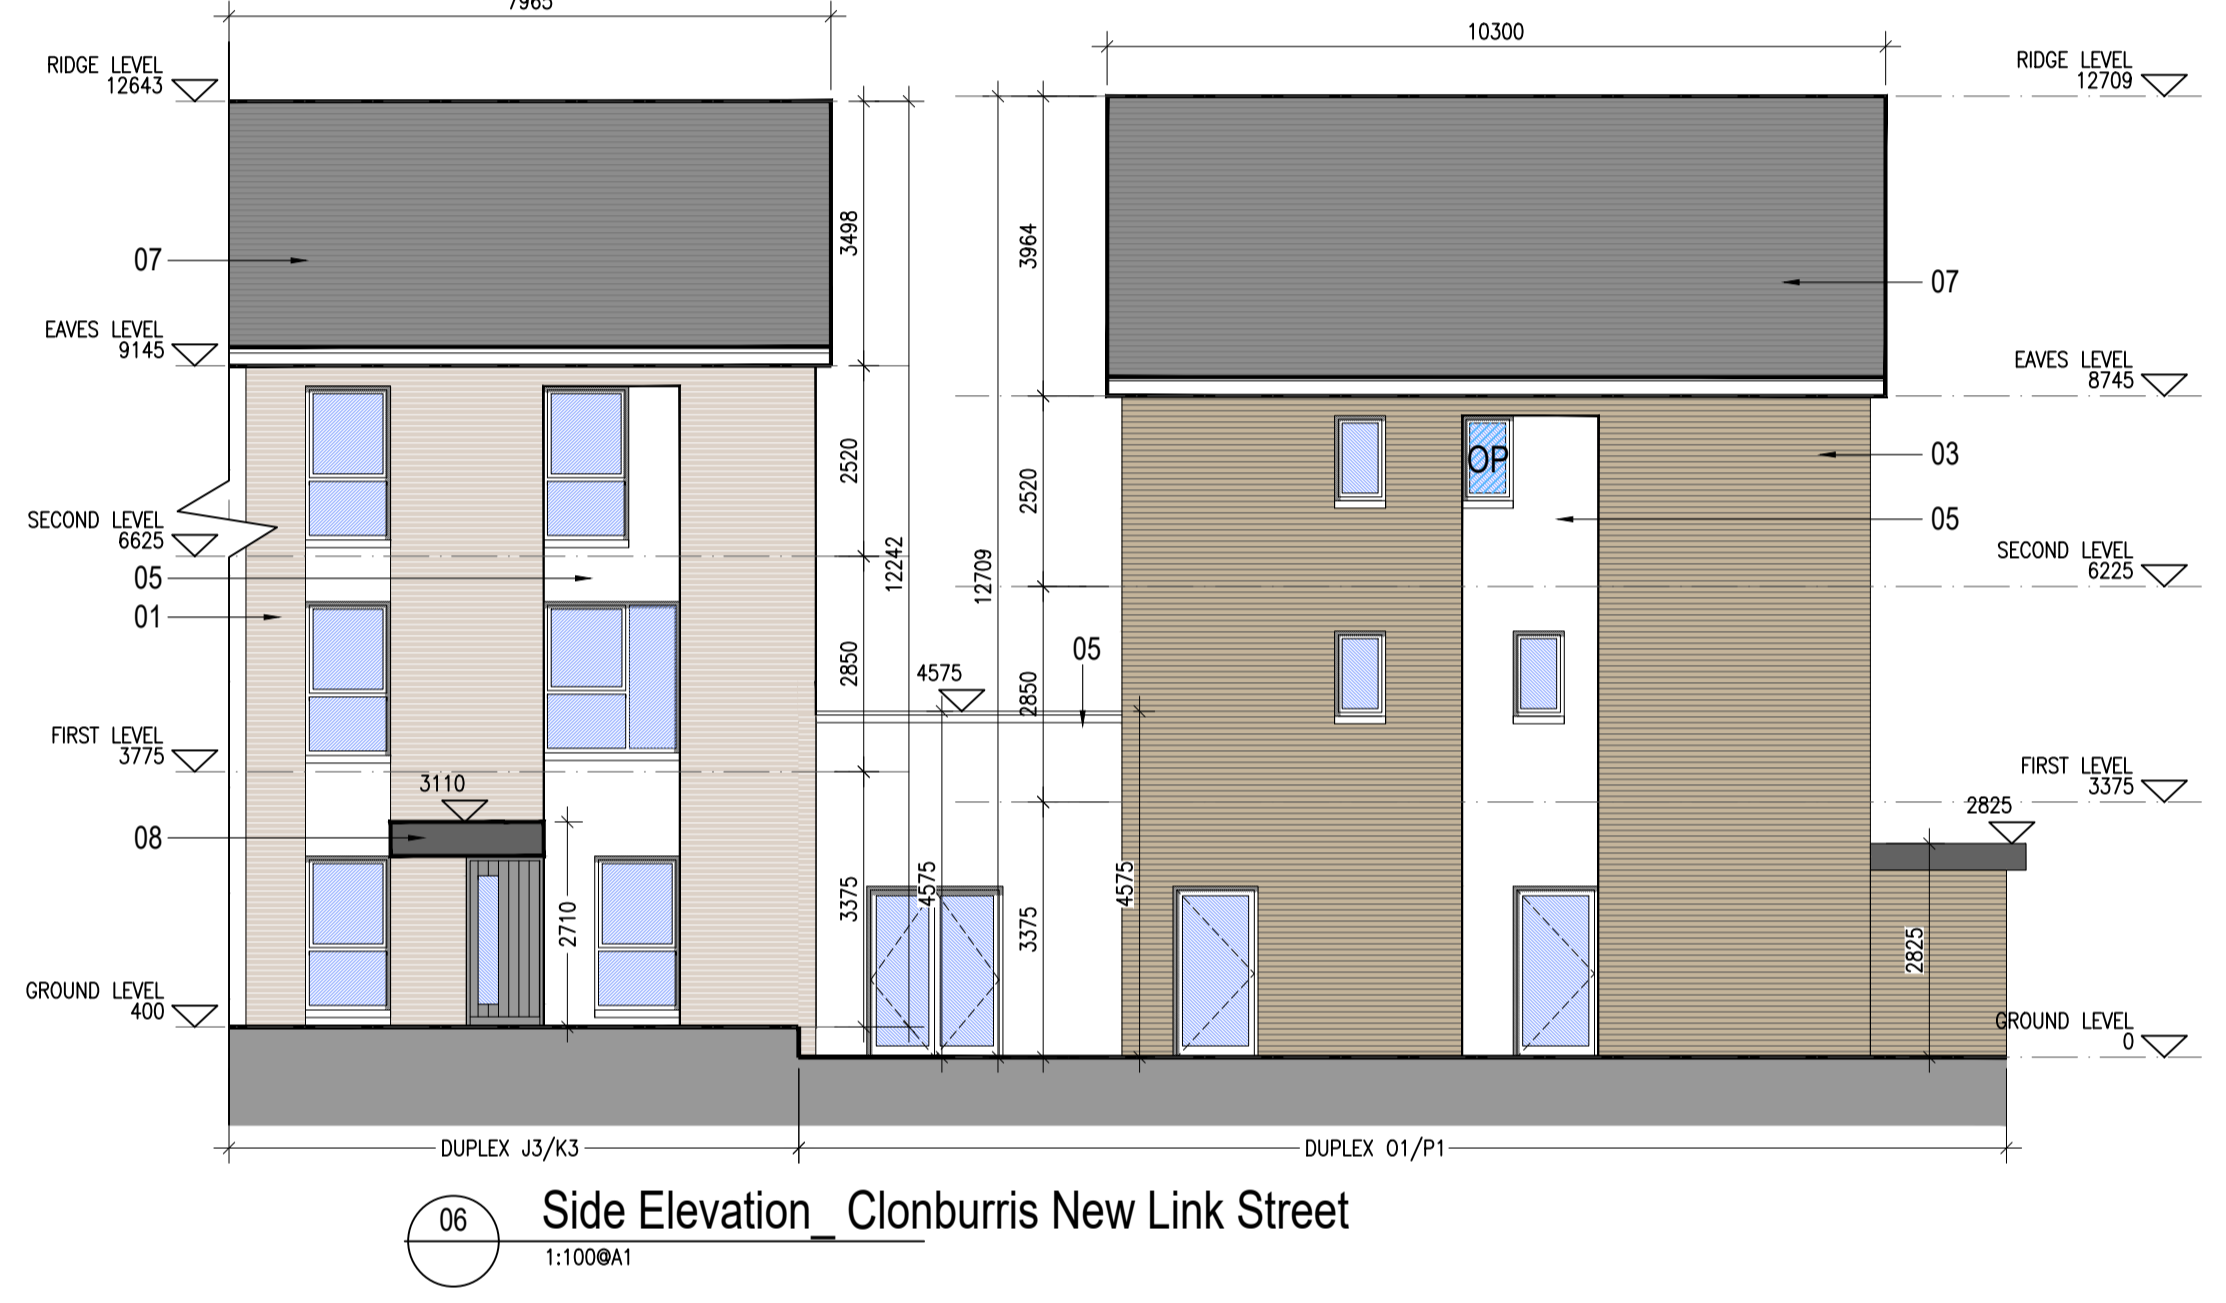 7965
10300
RIDGE LEVEL
12643
RIDGE LEVEL
12709
3498
3964
07
07
EAVES LEVEL
9145
EAVES LEVEL
8745
2520
2520
OP
03
05
SECOND LEVEL
6625
SECOND LEVEL
6225
12242
12709
05
01
2850
2850
05
4575
FIRST LEVEL
3775
FIRST LEVEL
3375
3110
2825
08
2710
3375
4575
3375
4575
2825
GROUND LEVEL
400
GROUND LEVEL
0
DUPLEX J3/K3
DUPLEX O1/P1
06
Side Elevation_ Clonburris New Link Street
1:100@A1